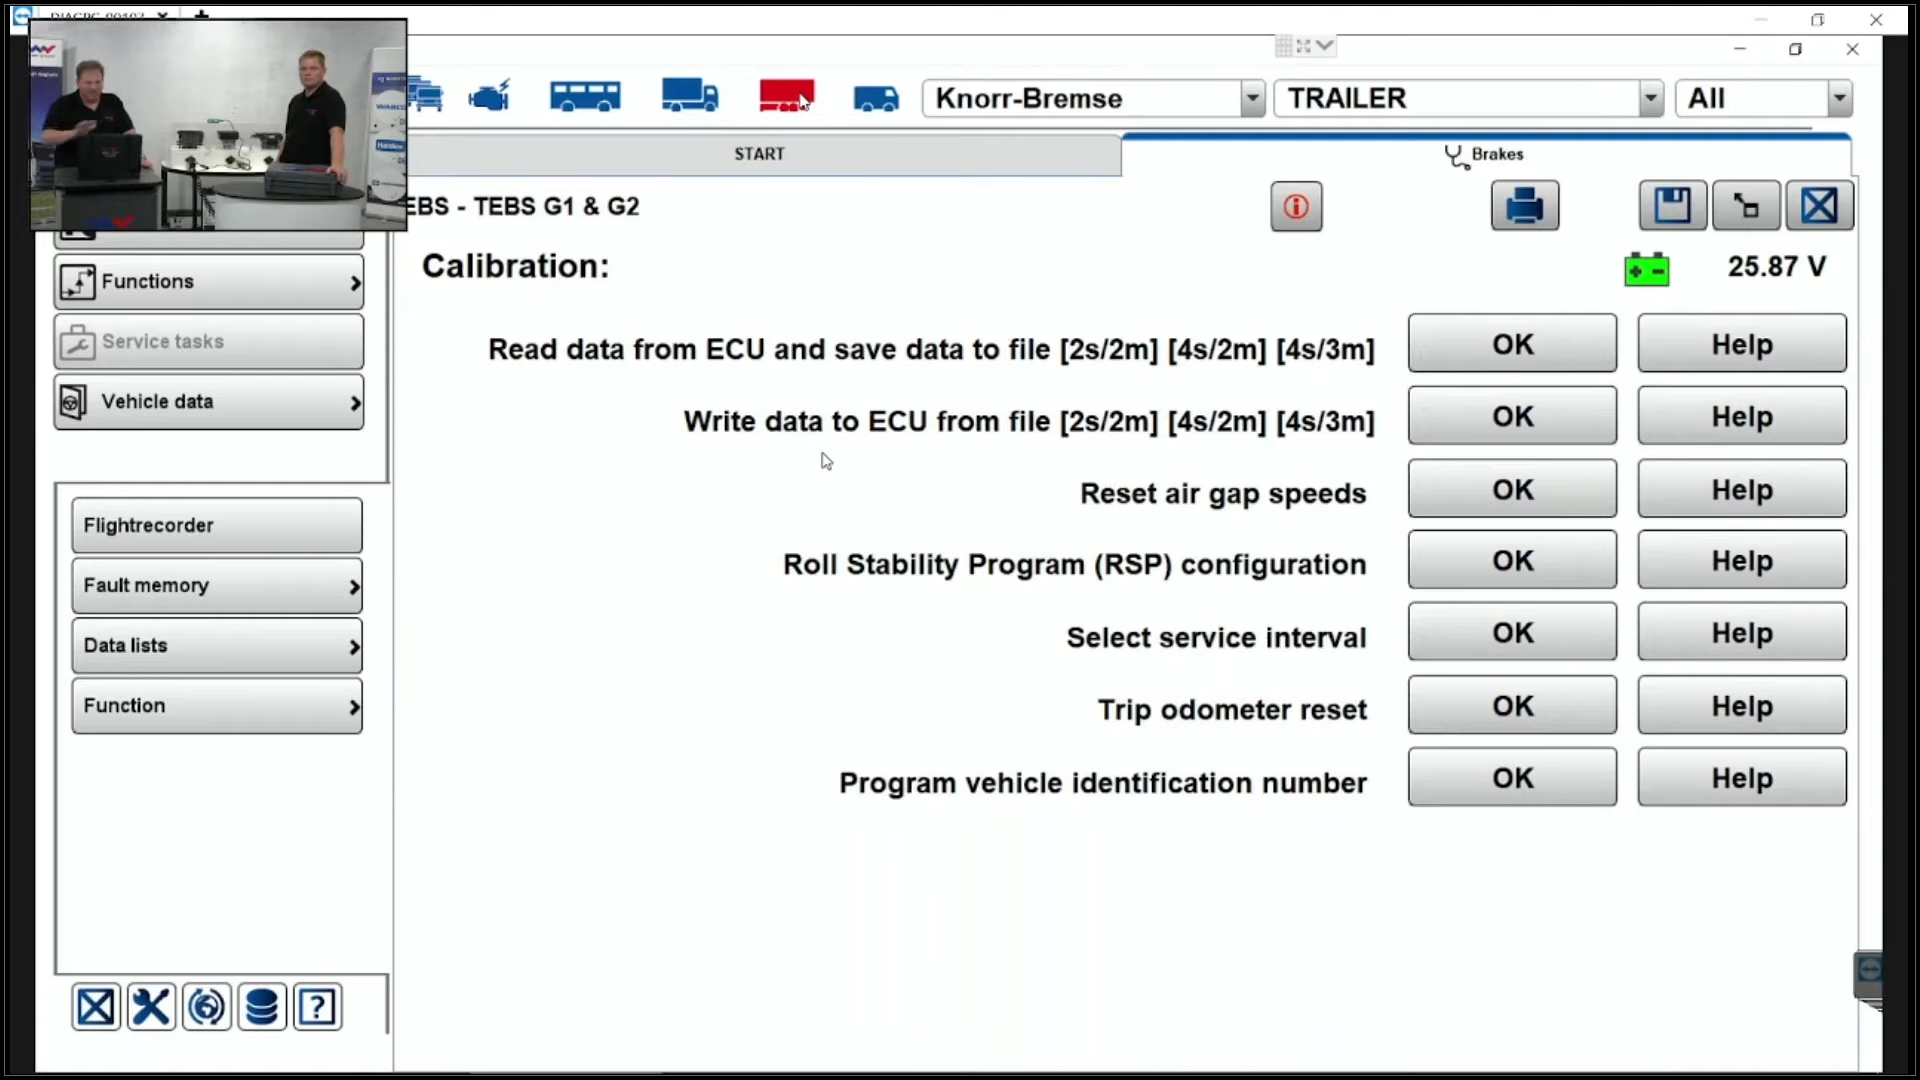 Knorr-Bremse
TRAILER
All
START
Brakes
EBS - TEBS G1 & G2
Calibration:
25.87 V
Functions
Service tasks
Vehicle data
Flightrecorder
Fault memory
Data lists
Function
Read data from ECU and save data to file [2s/2m] [4s/2m] [4s/3m]
OK
Help
Write data to ECU from file [2s/2m] [4s/2m] [4s/3m]
OK
Help
Reset air gap speeds
OK
Help
Roll Stability Program (RSP) configuration
OK
Help
Select service interval
OK
Help
Trip odometer reset
OK
Help
Program vehicle identification number
OK
Help